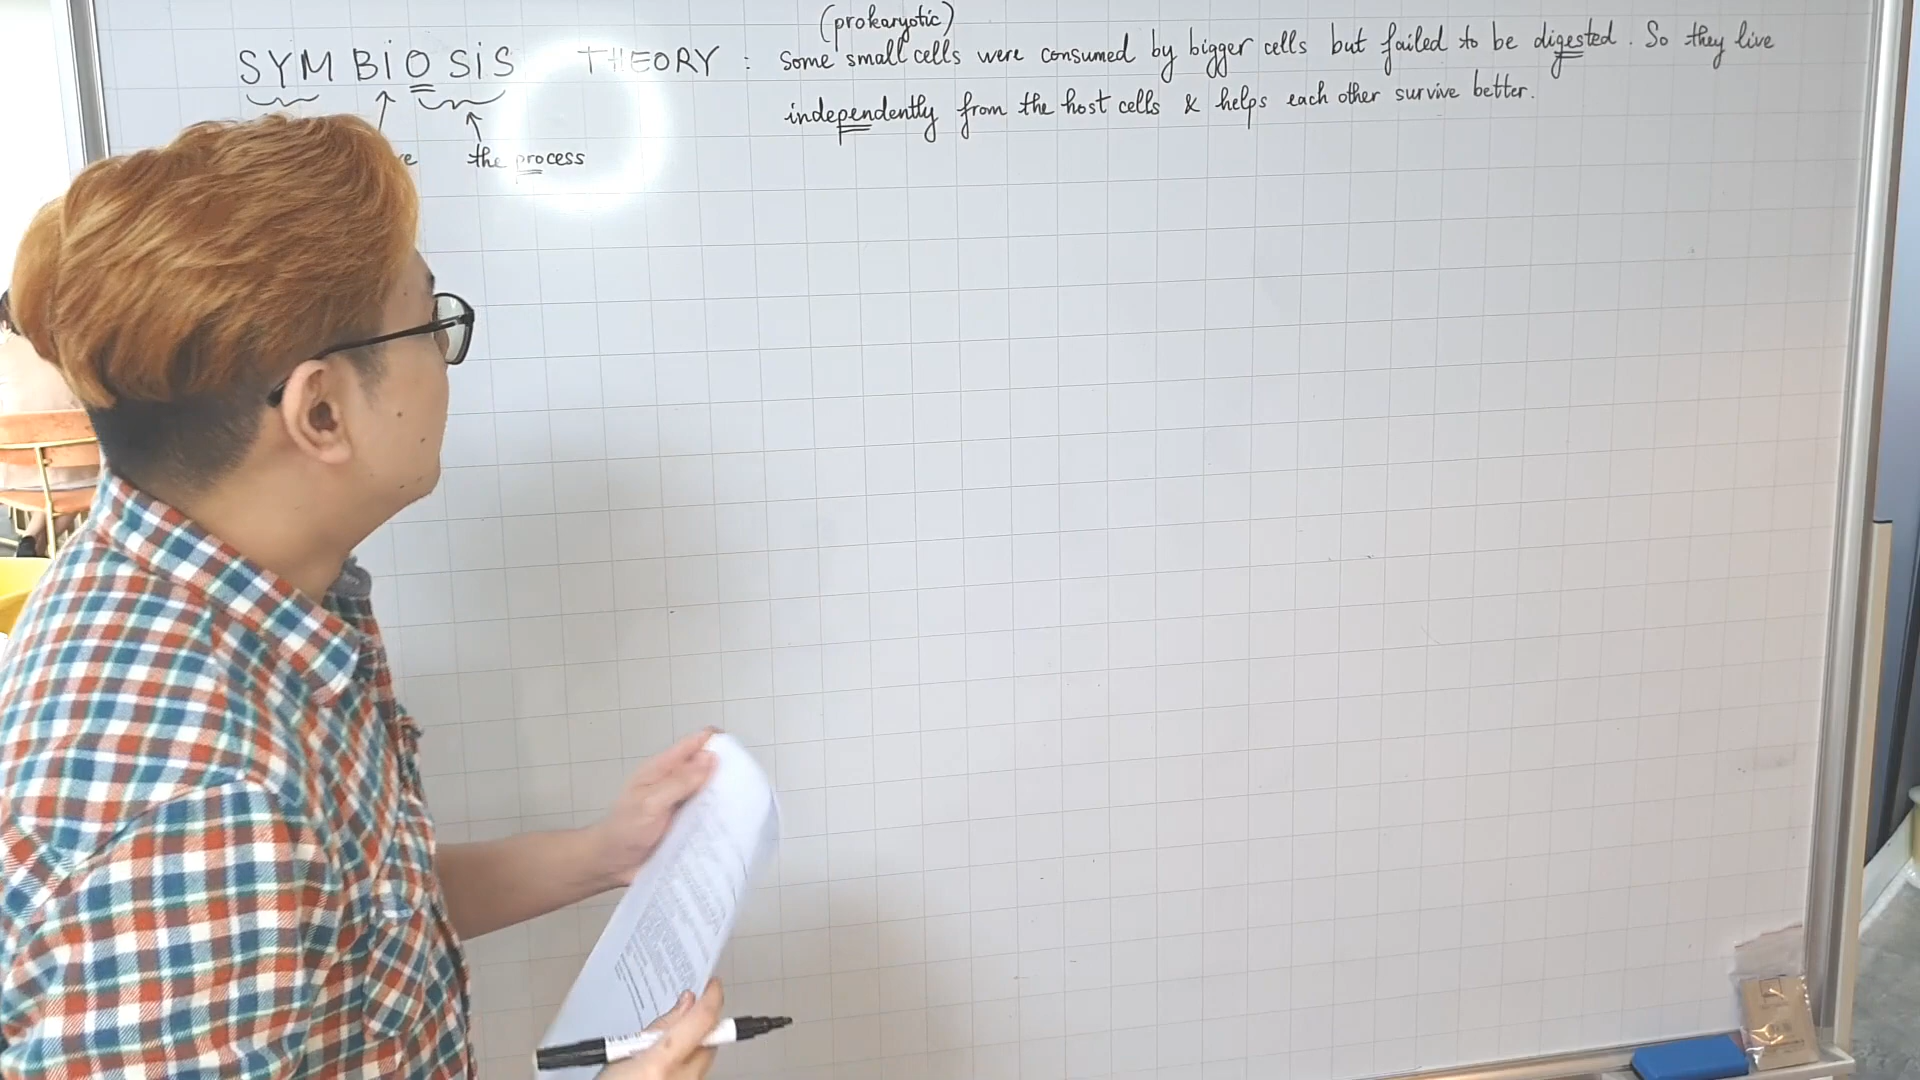 (prokaryotic)
SYMBiOSiS THEORY : Some small cells were consumed by bigger cells but failed to be digested. So they live
independently from the host cells & helps each other survive better.
the process